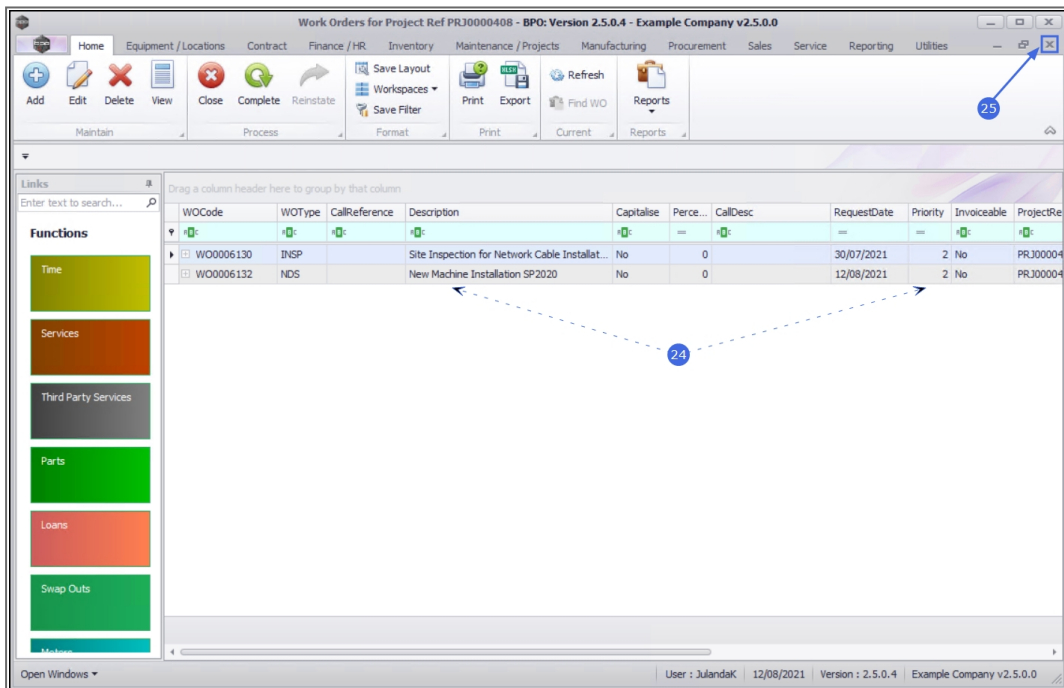 Work Orders for Project Ref PRJ0000408 - BPO: Version 2.5.0.4 - Example Company v2.5.0.0
Home Equipment / Locations Contract Finance / HR Inventory Maintenance / Projects Manufacturing Procurement Sales Service Reporting Utilities
Save Layout
Workspaces
Save Filter
Refresh
Find WO
Add Edit Delete View Close Complete Reinstate Print Export Reports
Maintain Process Format Print Current Reports
25
Links
Enter text to search...
Drag a column header here to group by that column
WOCode WOType CallReference Description Capitalise Perce... CallDesc RequestDate Priority Invoiceable ProjectRe
WO0006130 INSP Site Inspection for Network Cable Installat... No 0 30/07/2021 2 No PRJ00004
WO0006132 NDS New Machine Installation SP2020 No 0 12/08/2021 2 No PRJ00004
24
Functions
Time
Services
Third Party Services
Parts
Loans
Swap Outs
Open Windows
User : JulandaK 12/08/2021 Version : 2.5.0.4 Example Company v2.5.0.0